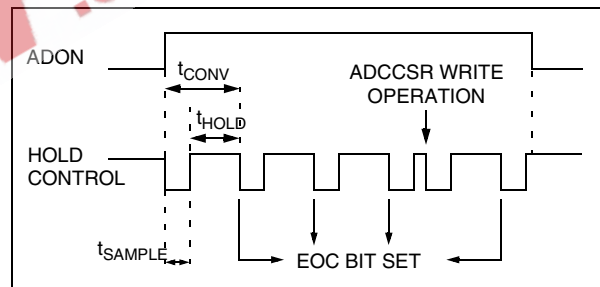 ADON
tCONV
ADCCSR WRITE
OPERATION
tHOLD
HOLD
CONTROL
tSAMPLE
EOC BIT SET